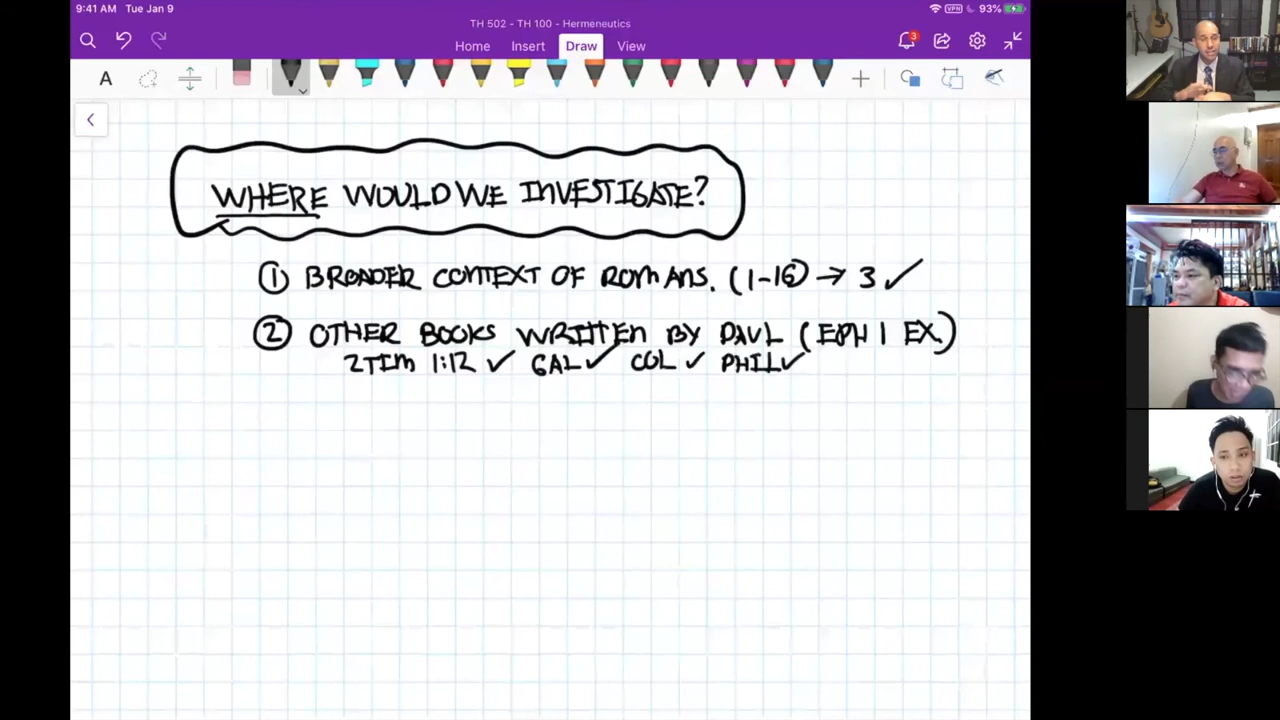 9:41 AM Tue Jan 9
VPN 93%
TH 502 - TH 100 - Hermeneutics
Home Insert Draw View
3
A
WHERE WOULD WE INVESTIGATE?
① BROADER CONTEXT OF ROMANS. (1-16) → 3 ✓
② OTHER BOOKS WRITTEN BY PAUL (EPH 1 EX)
2TIM 1:12 ✓ GAL ✓ COL ✓ PHIL ✓